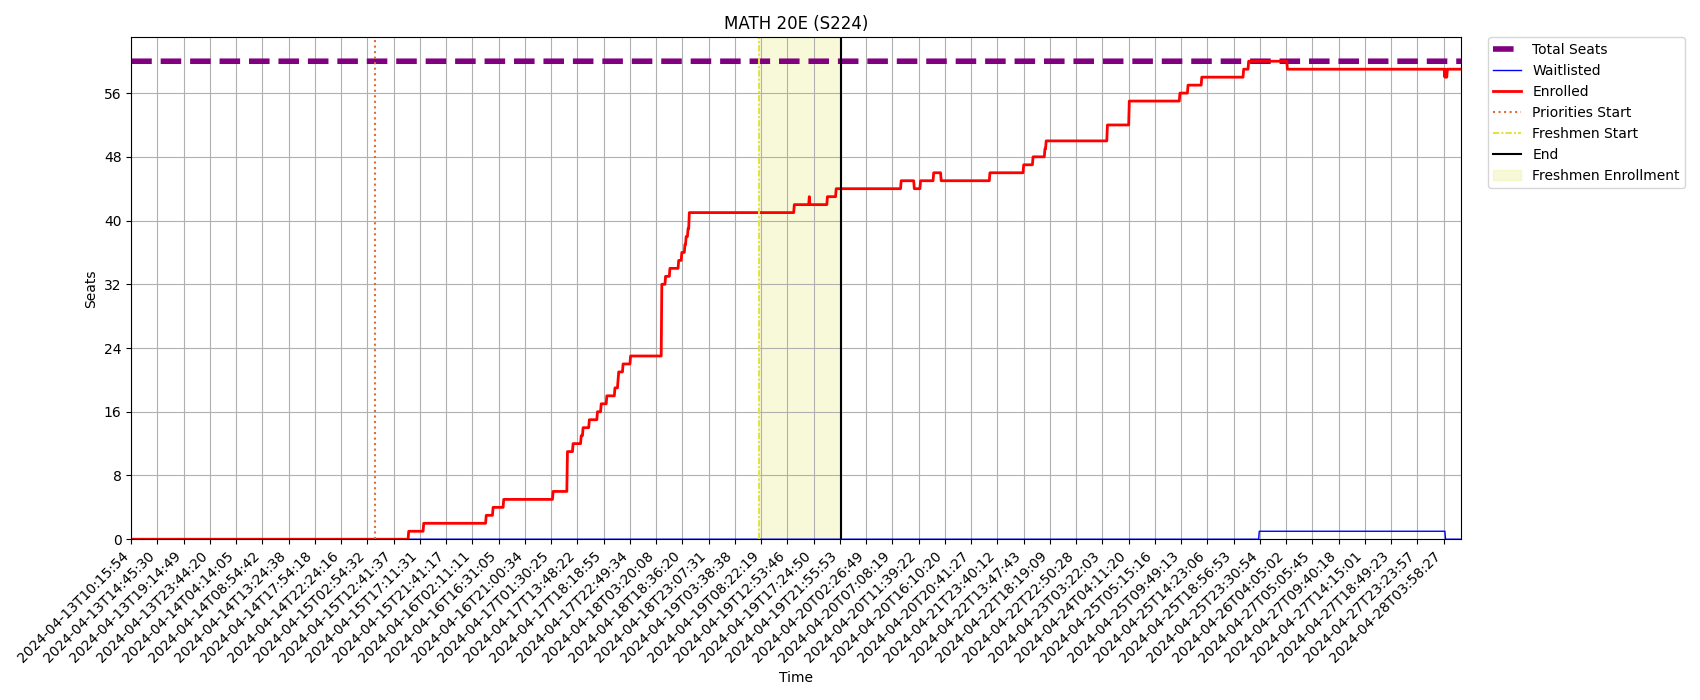 MATH 20E (S224)
Total Seats
Waitlisted
Enrolled
Priorities Start
Freshmen Start
End
Freshmen Enrollment
Seats
56
48
40
32
24
16
8
0
2024-04-13T10:15:54
2024-04-13T14:45:30
2024-04-13T19:14:49
2024-04-13T23:44:20
2024-04-14T04:14:05
2024-04-14T08:54:42
2024-04-14T13:24:38
2024-04-14T17:54:18
2024-04-14T22:24:16
2024-04-15T02:54:32
2024-04-15T12:41:37
2024-04-15T17:11:31
2024-04-15T21:41:17
2024-04-16T02:11:11
2024-04-16T16:31:05
2024-04-16T21:00:34
2024-04-17T01:30:25
2024-04-17T13:48:22
2024-04-17T18:18:55
2024-04-17T22:49:34
2024-04-18T03:20:08
2024-04-18T18:36:20
2024-04-18T23:07:31
2024-04-19T03:38:38
2024-04-19T08:22:19
2024-04-19T12:53:46
2024-04-19T17:24:50
2024-04-19T21:55:53
2024-04-20T02:26:49
2024-04-20T07:08:19
2024-04-20T11:39:22
2024-04-20T16:10:20
2024-04-20T20:41:27
2024-04-21T23:40:12
2024-04-22T13:47:43
2024-04-22T18:19:09
2024-04-22T22:50:28
2024-04-23T03:22:03
2024-04-24T04:11:20
2024-04-25T05:15:16
2024-04-25T09:49:13
2024-04-25T14:23:06
2024-04-25T18:56:53
2024-04-25T23:30:54
2024-04-26T04:05:02
2024-04-27T05:05:45
2024-04-27T09:40:18
2024-04-27T14:15:01
2024-04-27T18:49:23
2024-04-27T23:23:57
2024-04-28T03:58:27
Time